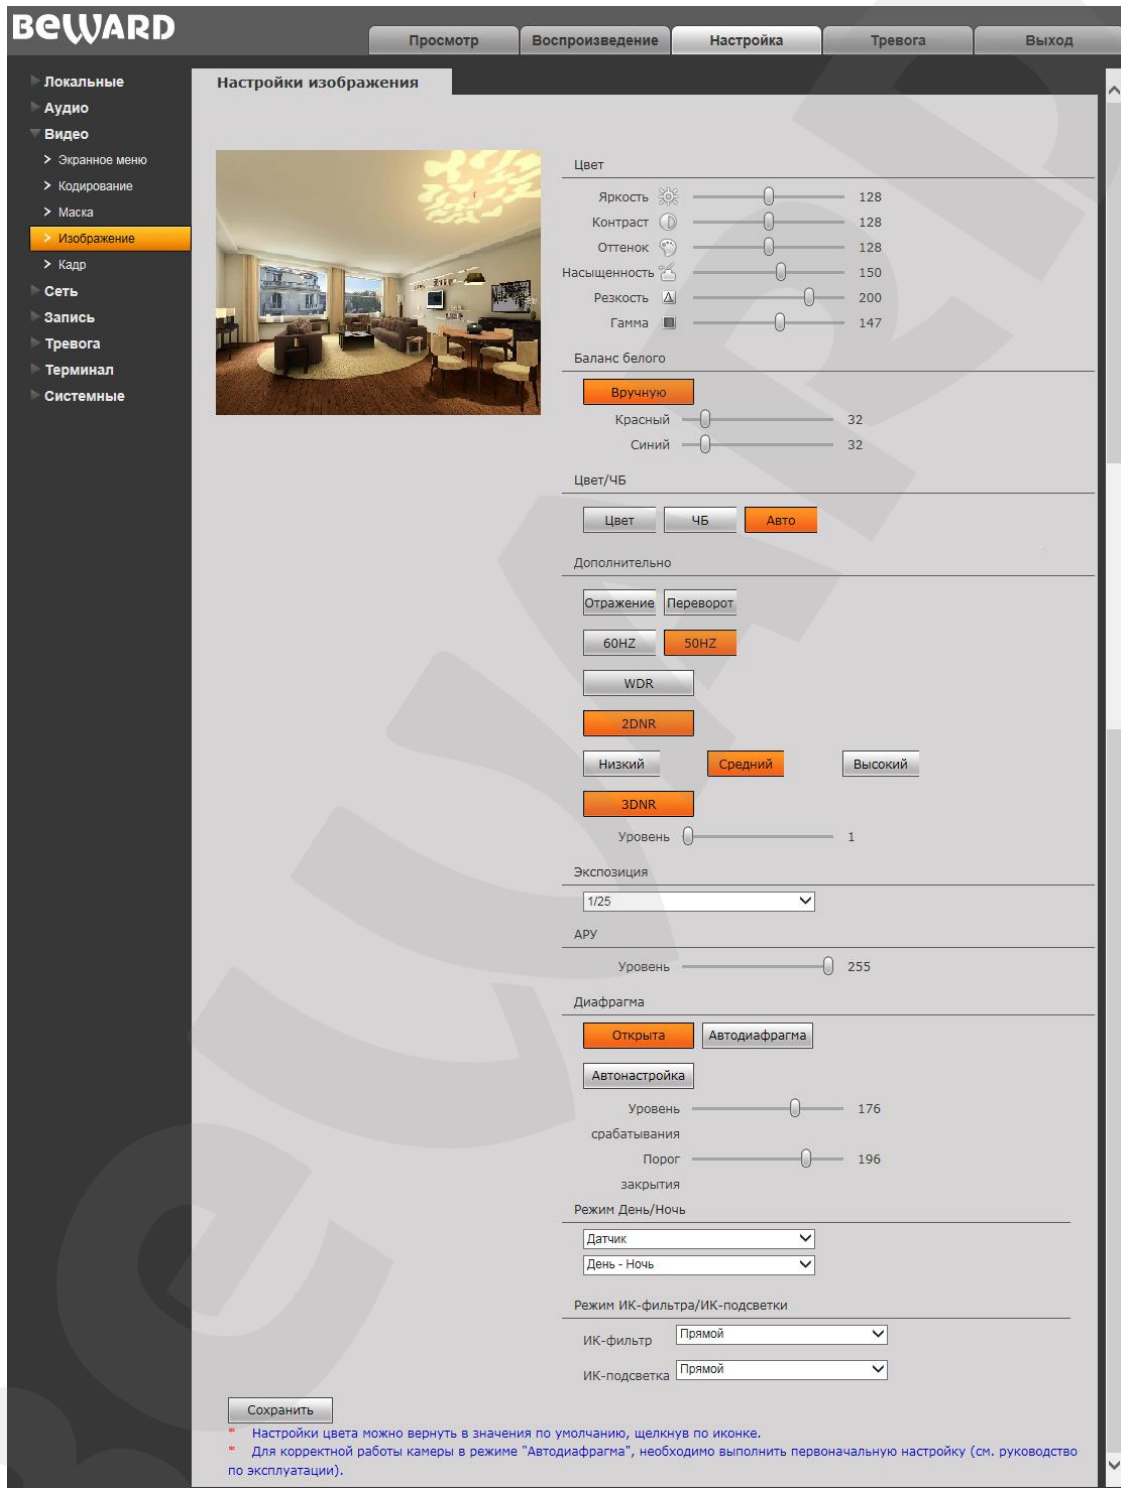 BEWARD
Просмотр Воспроизведение Настройка Тревога Выход
Локальные
Аудио
Видео
Экранное меню
Кодирование
Маска
Изображение
Кадр
Сеть
Запись
Тревога
Терминал
Системные
Настройки изображения
Цвет
Яркость 128
Контраст 128
Оттенок 128
Насыщенность 150
Резкость 200
Гамма 147
Баланс белого
Вручную
Красный 32
Синий 32
Цвет/ЧБ
Цвет ЧБ Авто
Дополнительно
Отражение Переворот
60HZ 50HZ
WDR
2DNR
Низкий Средний Высокий
3DNR
Уровень 1
Экспозиция
1/25
АРУ
Уровень 255
Диафрагма
Открыта Автодиафрагма
Автонастройка
Уровень 176
срабатывания
Порог 196
закрытия
Режим День/Ночь
Датчик
День - Ночь
Режим ИК-фильтра/ИК-подсветки
ИК-фильтр Прямой
ИК-подсветка Прямой
Сохранить
* Настройки цвета можно вернуть в значения по умолчанию, щелкнув по иконке.
* Для корректной работы камеры в режиме "Автодиафрагма", необходимо выполнить первоначальную настройку (см. руководство
по эксплуатации).